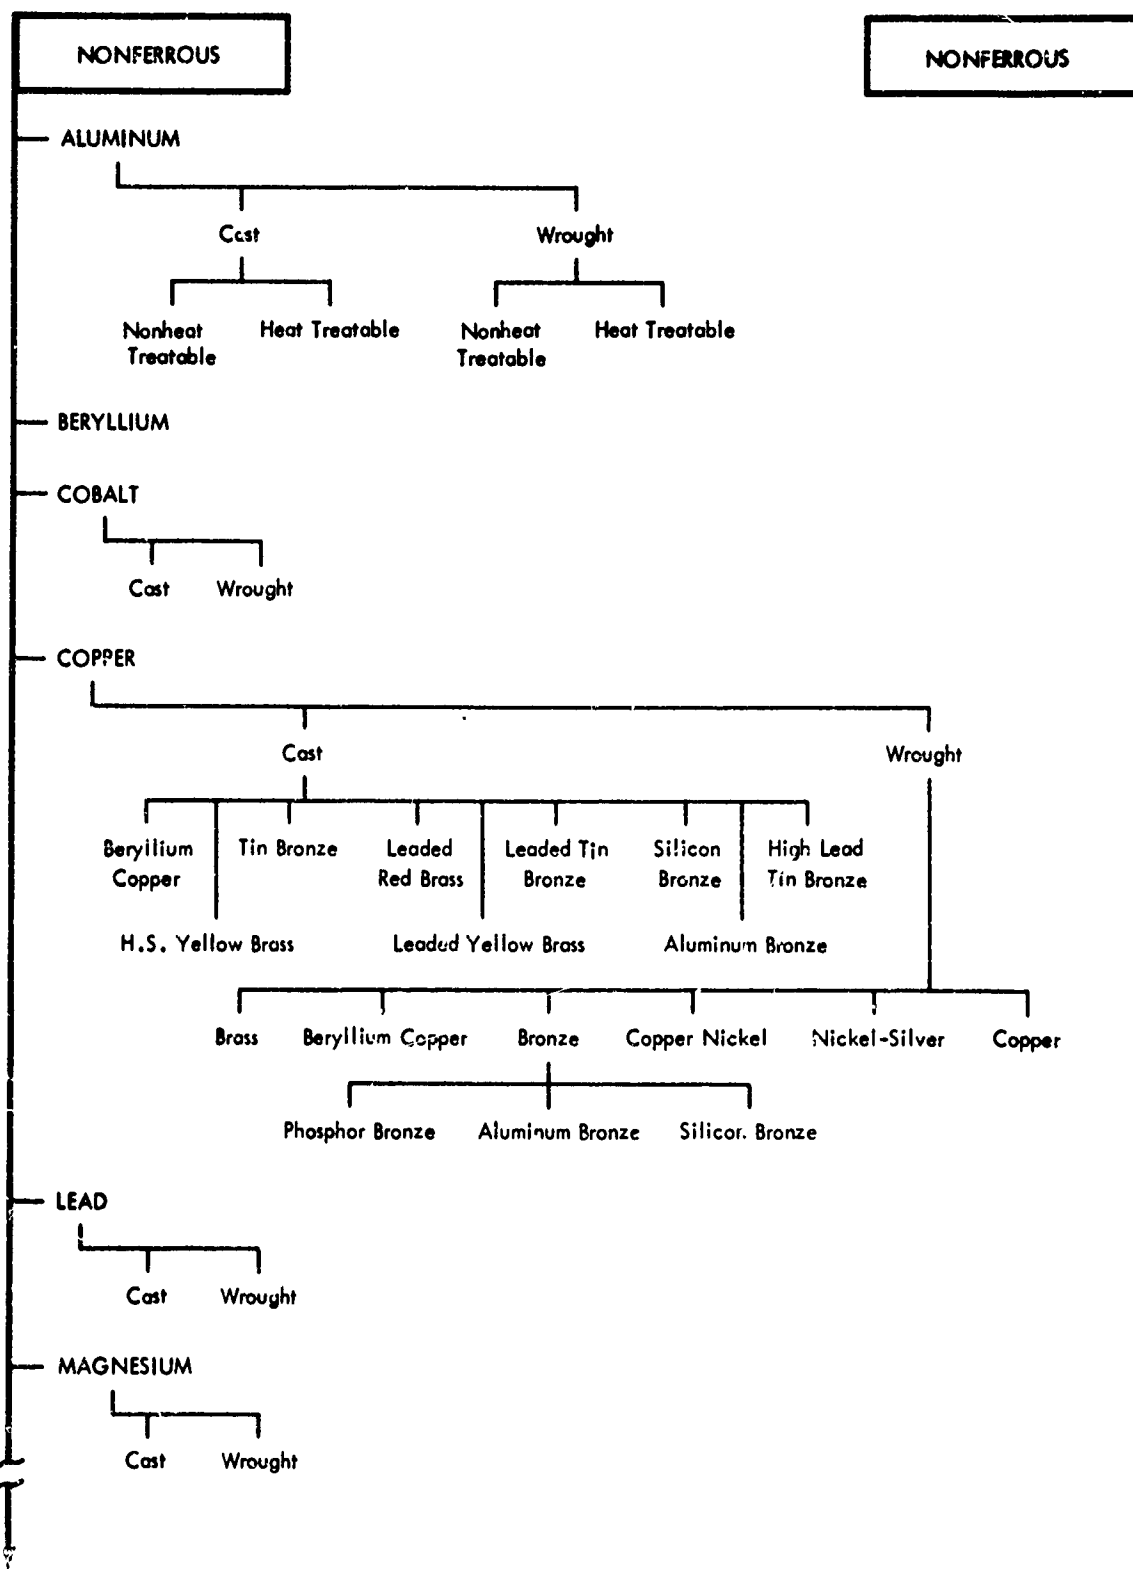 NONFERROUS
NONFERROUS
ALUMINUM
Cast
Wrought
Nonheat
Treatable
Heat Treatable
Nonheat
Treatable
Heat Treatable
BERYLLIUM
COBALT
Cast
Wrought
COPPER
Cast
Wrought
Beryllium
Copper
Tin Bronze
Leaded
Red Brass
Leaded Tin
Bronze
Silicon
Bronze
High Lead
Tin Bronze
H.S. Yellow Brass
Leaded Yellow Brass
Aluminum Bronze
Brass
Beryllium Copper
Bronze
Copper Nickel
Nickel-Silver
Copper
Phosphor Bronze
Aluminum Bronze
Silicon Bronze
LEAD
Cast
Wrought
MAGNESIUM
Cast
Wrought